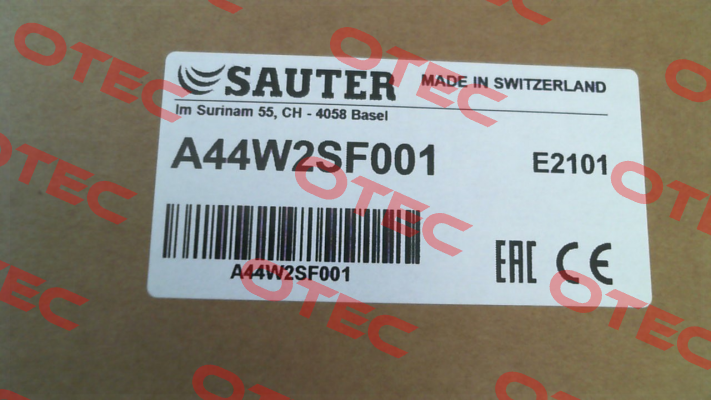 SAUTER MADE IN SWITZERLAND
Im Surinam 55, CH - 4058 Basel
A44W2SF001 E2101
A44W2SF001
EAC CE
OTEC
OTEC
OTEC
OTEC
OTEC
OTEC
OTEC
OTEC
OTEC
OTEC